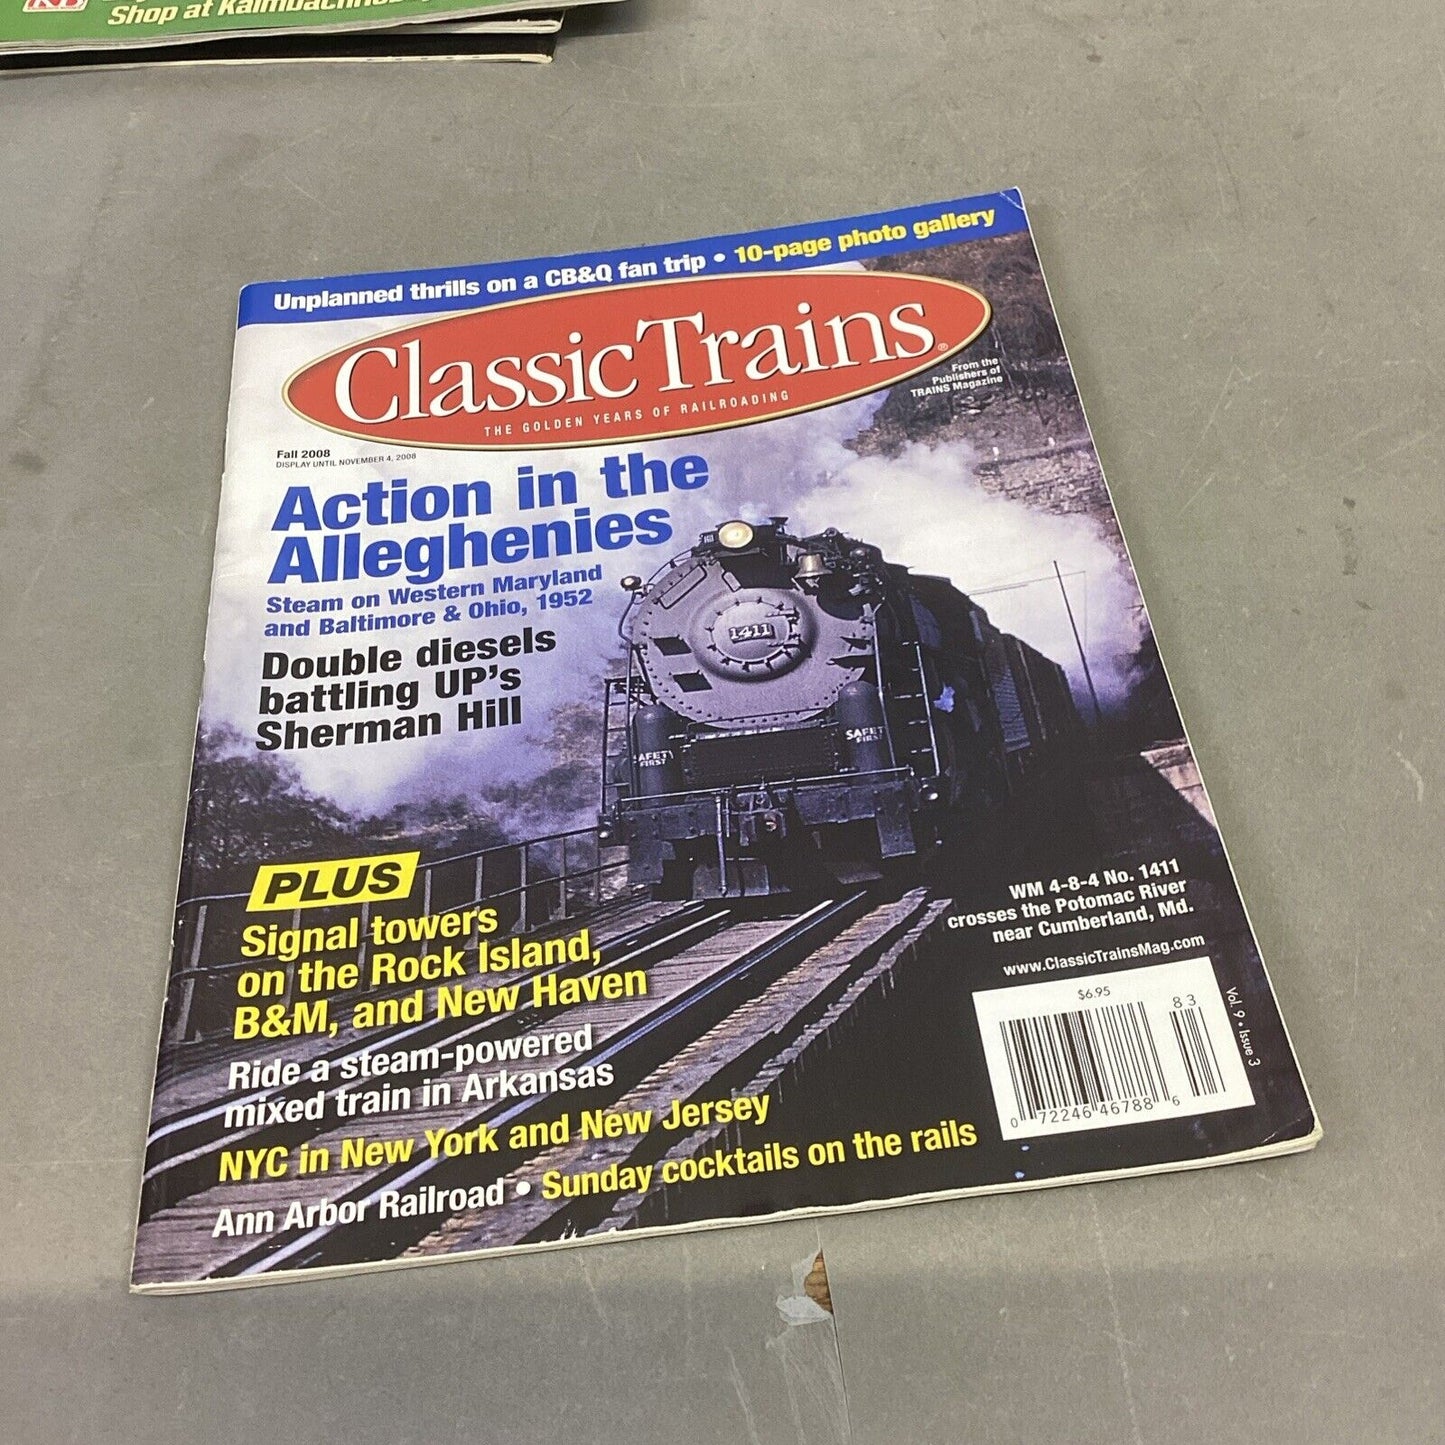 Shop at
Unplanned thrills on a CB&Q fan trip • 10-page photo gallery
Classic Trains®
THE GOLDEN YEARS OF RAILROADING
From the
Publishers of
TRAINS Magazine
Fall 2008
DISPLAY UNTIL NOVEMBER 4, 2008
Action in the
Alleghenies
Steam on Western Maryland
and Baltimore & Ohio, 1952
Double diesels
battling UP's
Sherman Hill
1411
SAFETY
FIRST
SAFETY
FIRST
PLUS
Signal towers
on the Rock Island,
B&M, and New Haven
Ride a steam-powered
mixed train in Arkansas
NYC in New York and New Jersey
Ann Arbor Railroad • Sunday cocktails on the rails
WM 4-8-4 No. 1411
crosses the Potomac River
near Cumberland, Md.
www.ClassicTrainsMag.com
$6.95
83
0 72246 46788 6
Vol. 9 • Issue 3